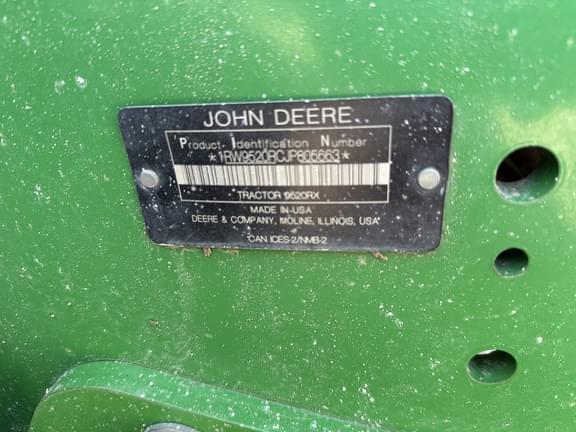 JOHN DEERE
Product Identification Number
*1RW9520RCJP805663*
TRACTOR 9520RX
MADE IN USA
DEERE & COMPANY, MOLINE, ILLINOIS, USA
CAN ICES-2/NMB-2